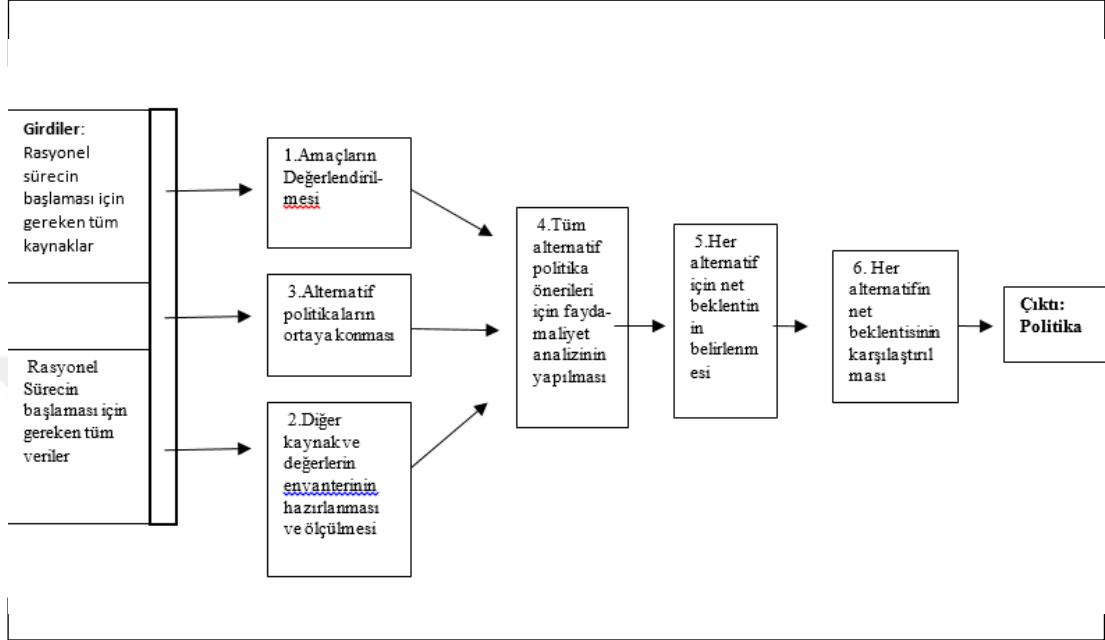 Girdiler:
Rasyonel
sürecin
başlaması için
gereken tüm
kaynaklar
Rasyonel
Sürecin
başlaması için
gereken tüm
veriler
1.Amaçların
Değerlendiril-
mesi
3.Alternatif
politikaların
ortaya konması
2.Diğer
kaynak ve
değerlerin
envanterinin
hazırlanması
ve ölçülmesi
4.Tüm
alternatif
politika
önerileri
için fayda-
maliyet
analizinin
yapılması
5.Her
alternatif
için net
beklentin
in
belirlenm
esi
6. Her
alternatifin
net
beklentisinin
karşılaştırıl
ması
Çıktı:
Politika